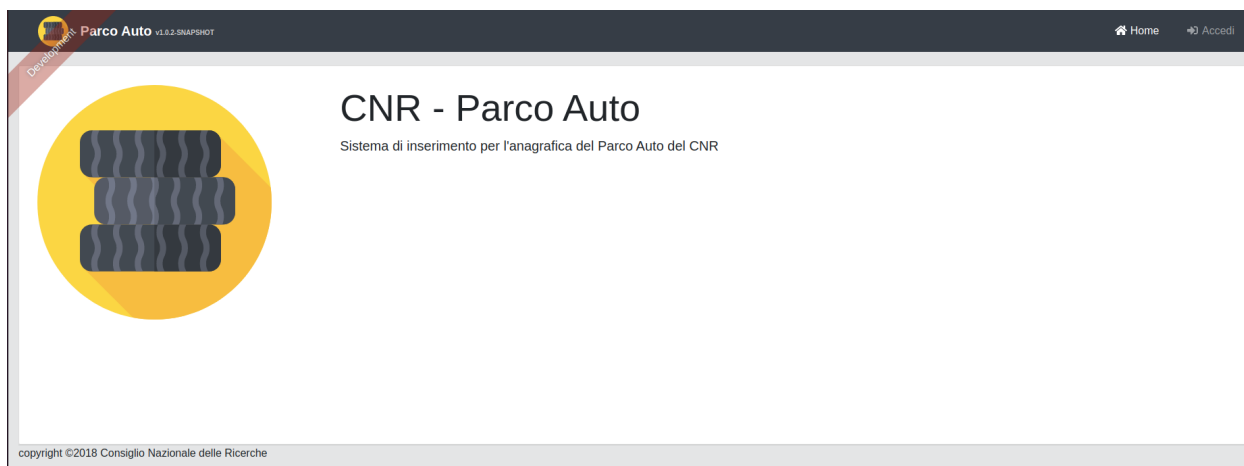 Parco Auto v1.0.2-SNAPSHOT
Home
Accedi
Development
CNR - Parco Auto
Sistema di inserimento per l'anagrafica del Parco Auto del CNR
copyright ©2018 Consiglio Nazionale delle Ricerche